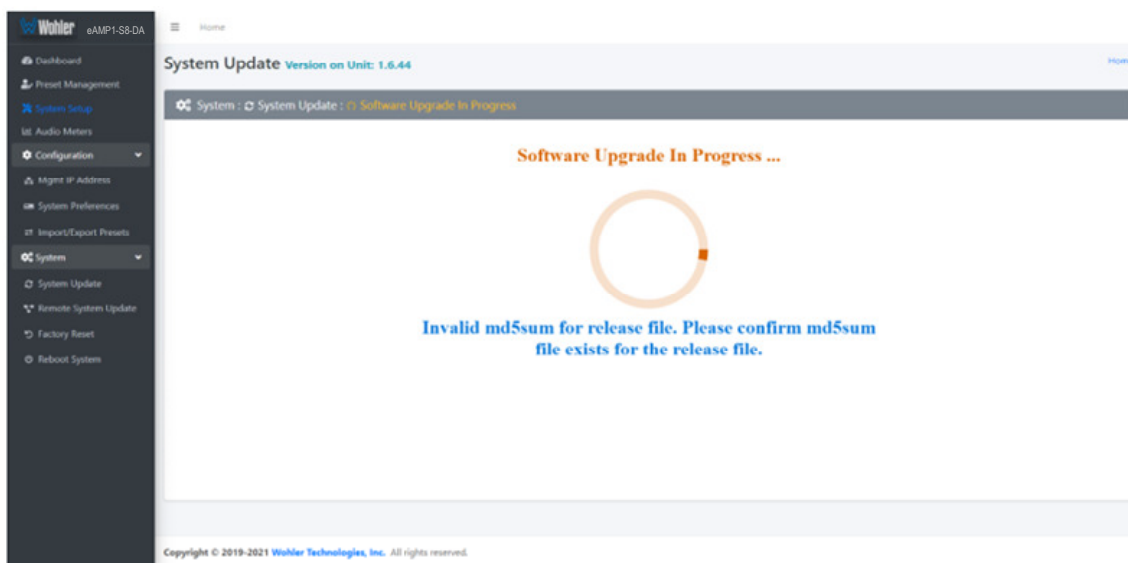 Wohler eAMP1-S8-DA
Home
Dashboard
Preset Management
System Setup
Audio Meters
Configuration
Mgmt IP Address
System Preferences
Import/Export Presets
System
System Update
Remote System Update
Factory Reset
Reboot System
System Update Version on Unit: 1.6.44
Hom
System : System Update : Software Upgrade In Progress
Software Upgrade In Progress ...
Invalid md5sum for release file. Please confirm md5sum
file exists for the release file.
Copyright © 2019-2021 Wohler Technologies, Inc. All rights reserved.